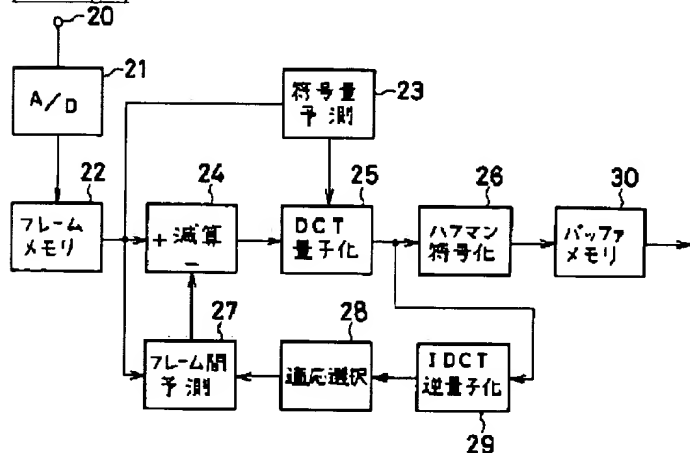 20
21
A/D
符号量
予測
23
22
フレーム
メモリ
24
+減算
−
25
DCT
量子化
26
ハフマン
符号化
30
バッファ
メモリ
27
フレーム間
予測
28
適応選択
IDCT
逆量子化
29